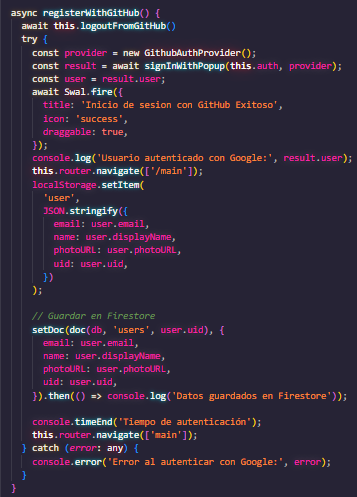 async registerWithGitHub() {
  await this.logoutFromGitHub()
  try {
    const provider = new GithubAuthProvider();
    const result = await signInWithPopup(this.auth, provider);
    const user = result.user;
    await Swal.fire({
      title: 'Inicio de sesion con GitHub Exitoso',
      icon: 'success',
      draggable: true,
    });
    console.log('Usuario autenticado con Google:', result.user);
    this.router.navigate(['/main']);
    localStorage.setItem(
      'user',
      JSON.stringify({
        email: user.email,
        name: user.displayName,
        photoURL: user.photoURL,
        uid: user.uid,
      })
    );

    // Guardar en Firestore
    setDoc(doc(db, 'users', user.uid), {
      email: user.email,
      name: user.displayName,
      photoURL: user.photoURL,
      uid: user.uid,
    }).then(() => console.log('Datos guardados en Firestore'));

    console.timeEnd('Tiempo de autenticación');
    this.router.navigate(['main']);
  } catch (error: any) {
    console.error('Error al autenticar con Google:', error);
  }
}